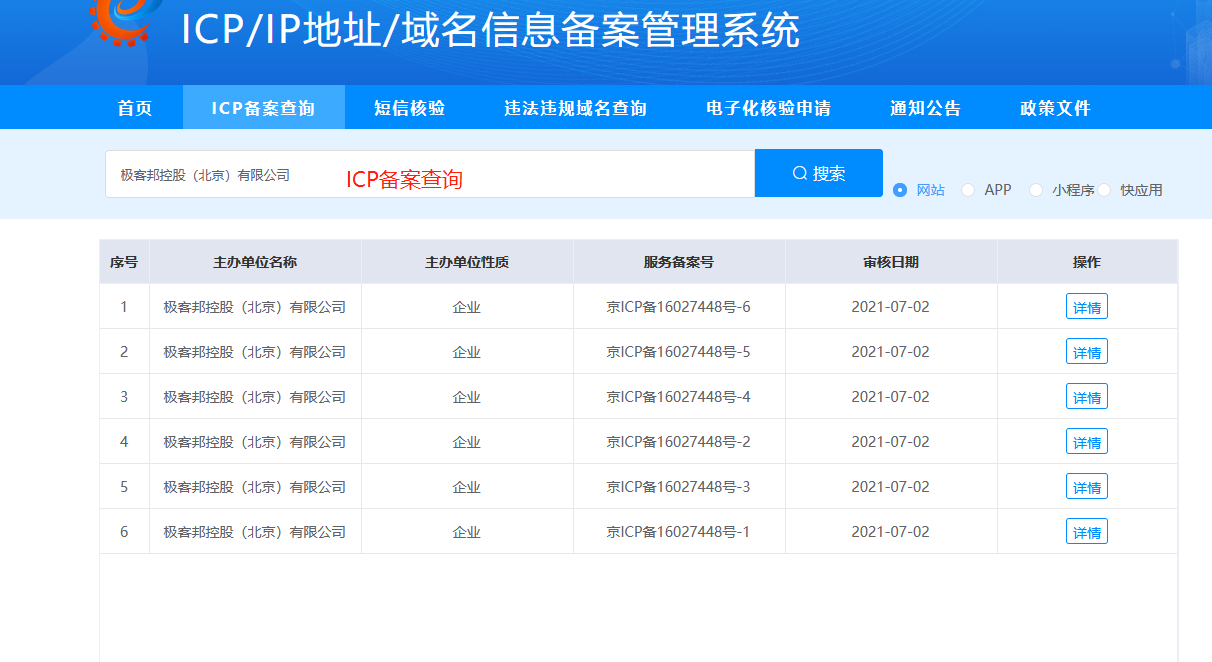 ICP/IP地址/域名信息备案管理系统
首页 ICP备案查询 短信核验 违法违规域名查询 电子化核验申请 通知公告 政策文件
极客邦控股（北京）有限公司 ICP备案查询 搜索 网站 APP 小程序 快应用
序号 主办单位名称 主办单位性质 服务备案号 审核日期 操作
1 极客邦控股（北京）有限公司 企业 京ICP备16027448号-6 2021-07-02 详情
2 极客邦控股（北京）有限公司 企业 京ICP备16027448号-5 2021-07-02 详情
3 极客邦控股（北京）有限公司 企业 京ICP备16027448号-4 2021-07-02 详情
4 极客邦控股（北京）有限公司 企业 京ICP备16027448号-2 2021-07-02 详情
5 极客邦控股（北京）有限公司 企业 京ICP备16027448号-3 2021-07-02 详情
6 极客邦控股（北京）有限公司 企业 京ICP备16027448号-1 2021-07-02 详情